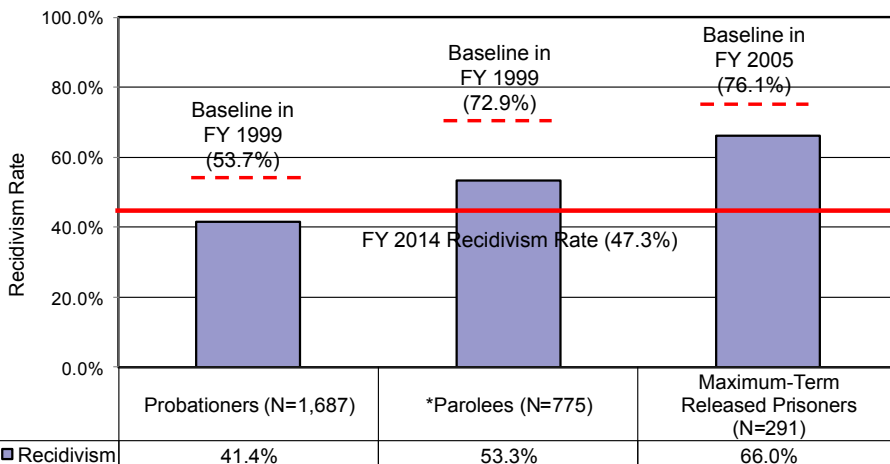 100.0%
80.0%
60.0%
40.0%
20.0%
0.0%
Recidivism Rate
Baseline in
FY 1999
(53.7%)
Baseline in
FY 1999
(72.9%)
Baseline in
FY 2005
(76.1%)
FY 2014 Recidivism Rate (47.3%)
Probationers (N=1,687)
*Parolees (N=775)
Maximum-Term
Released Prisoners
(N=291)
Recidivism 41.4% 53.3% 66.0%